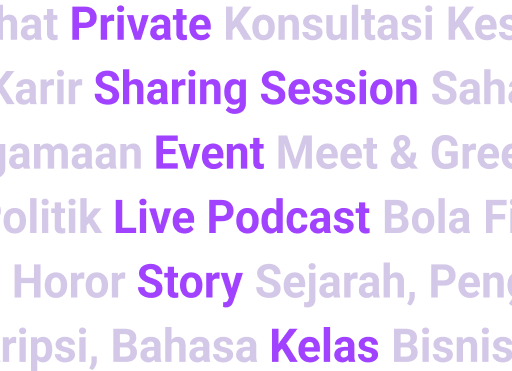 hat Private Konsultasi Kes
Karir Sharing Session Saha
gamaan Event Meet & Gree
Politik Live Podcast Bola Fi
Horor Story Sejarah, Peng
ripsi, Bahasa Kelas Bisnis